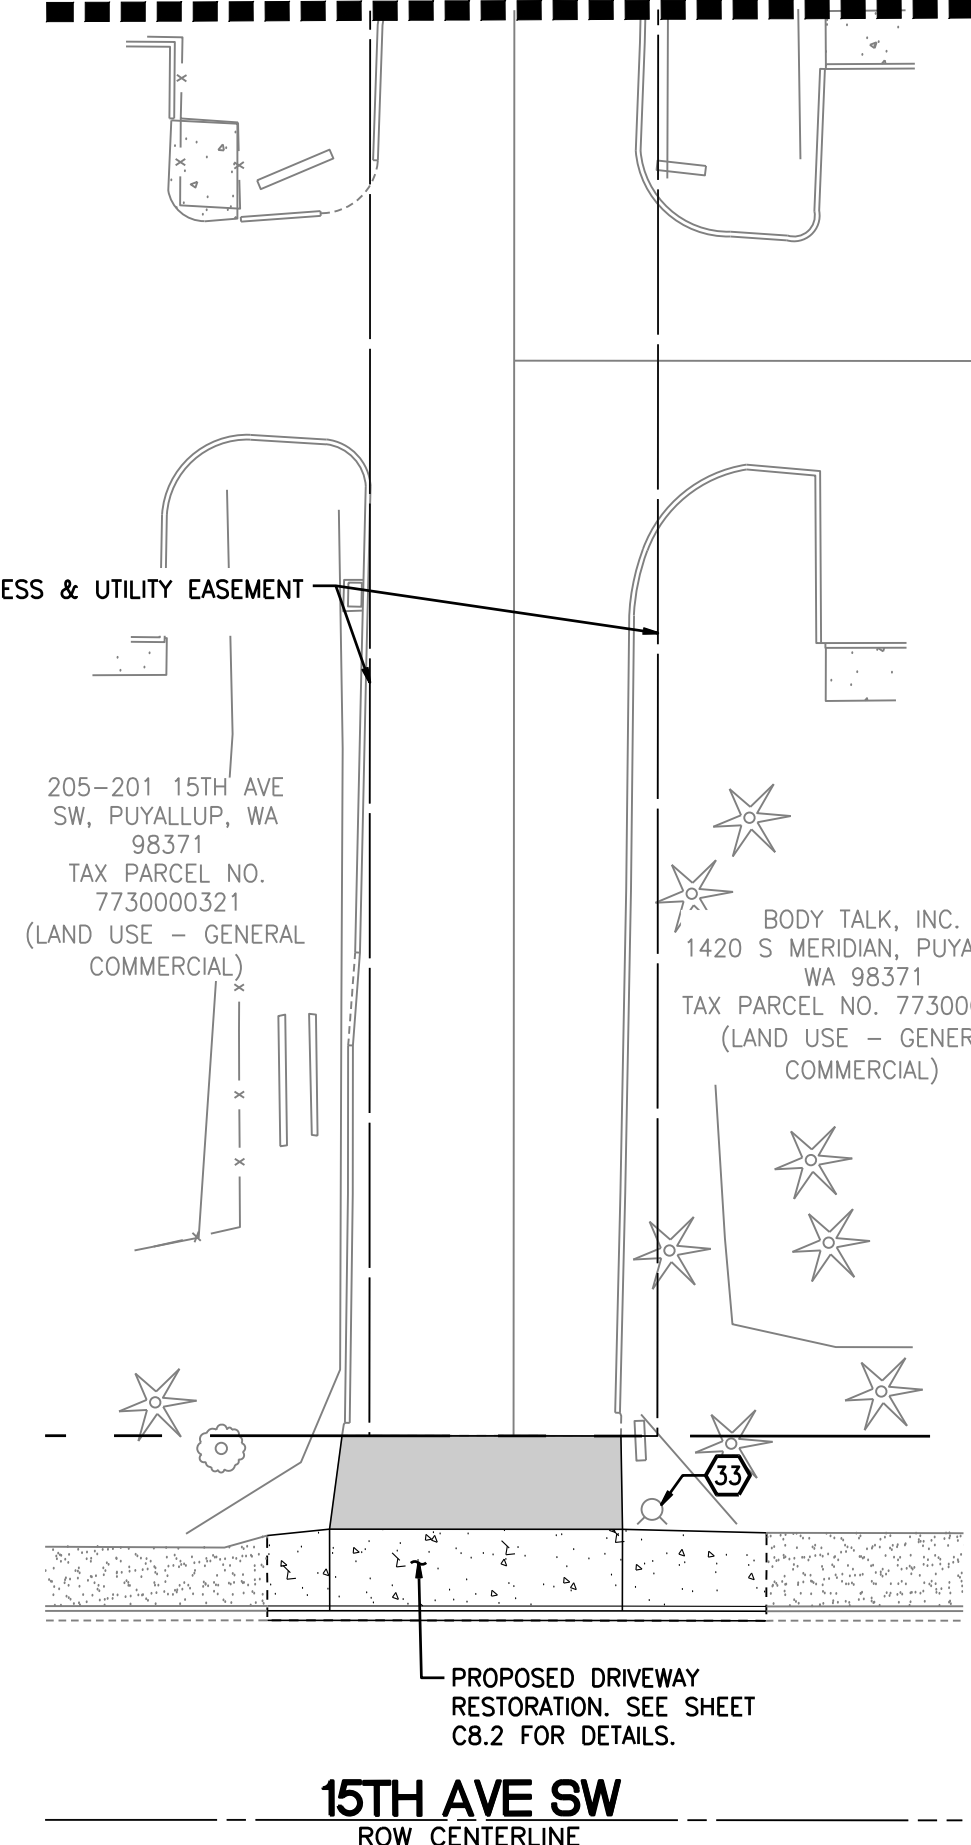 ESS & UTILITY EASEMENT
205-201 15TH AVE
SW, PUYALLUP, WA
98371
TAX PARCEL NO.
7730000321
(LAND USE - GENERAL
COMMERCIAL)
BODY TALK, INC.
1420 S MERIDIAN, PUYA
WA 98371
TAX PARCEL NO. 77300
(LAND USE - GENER
COMMERCIAL)
33
PROPOSED DRIVEWAY
RESTORATION. SEE SHEET
C8.2 FOR DETAILS.
15TH AVE SW
ROW CENTERLINE